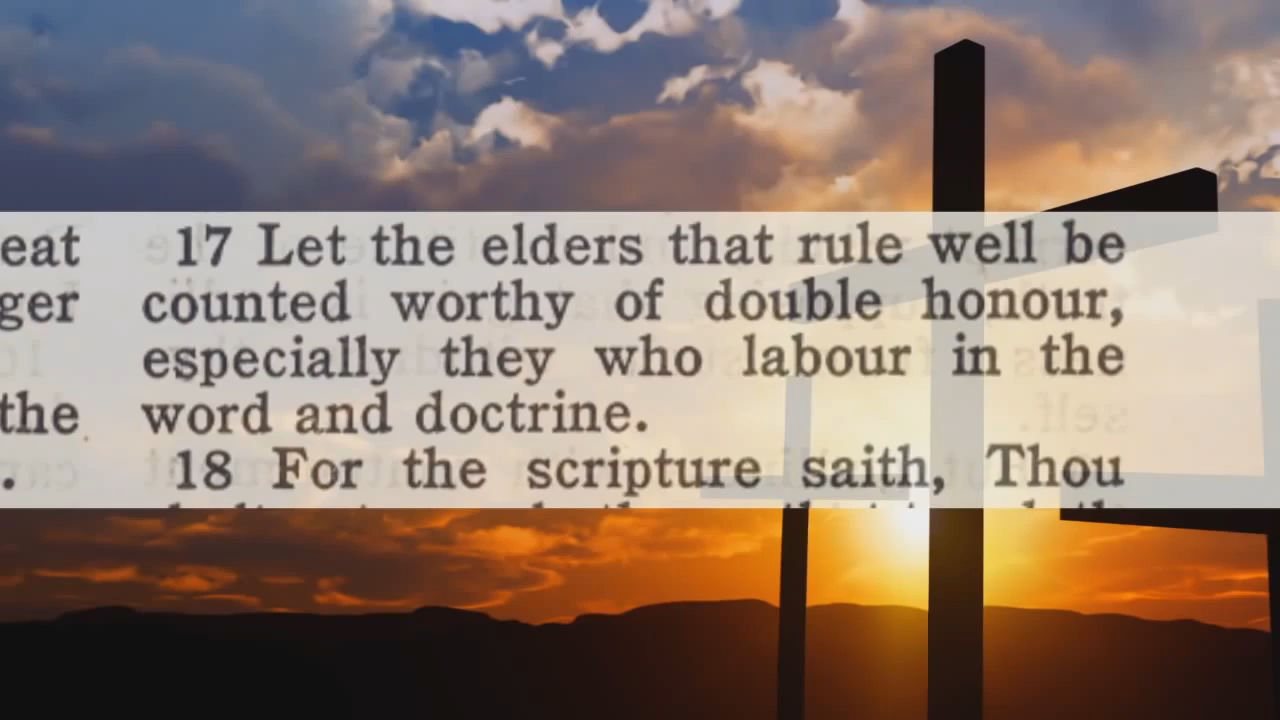 eat 17 Let the elders that rule well be
ger counted worthy of double honour,
especially they who labour in the
the word and doctrine.
. 18 For the scripture saith, Thou